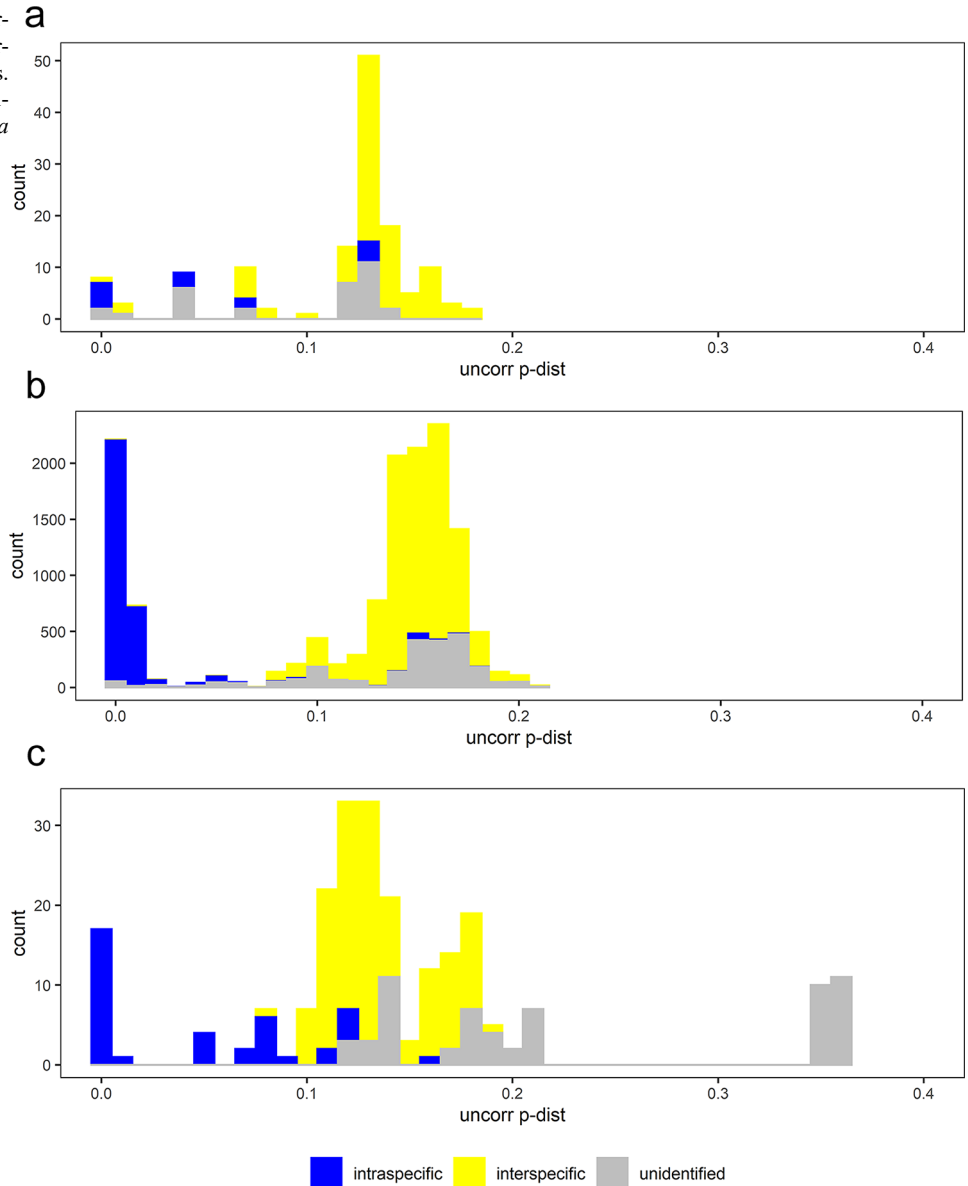 r-
r-
s.
a
a
50
40
30
20
10
0
count
0.0 0.1 0.2 0.3 0.4
uncorr p-dist
b
2000
1500
1000
500
0
count
0.0 0.1 0.2 0.3 0.4
uncorr p-dist
c
30
20
10
0
count
0.0 0.1 0.2 0.3 0.4
uncorr p-dist
intraspecific interspecific unidentified